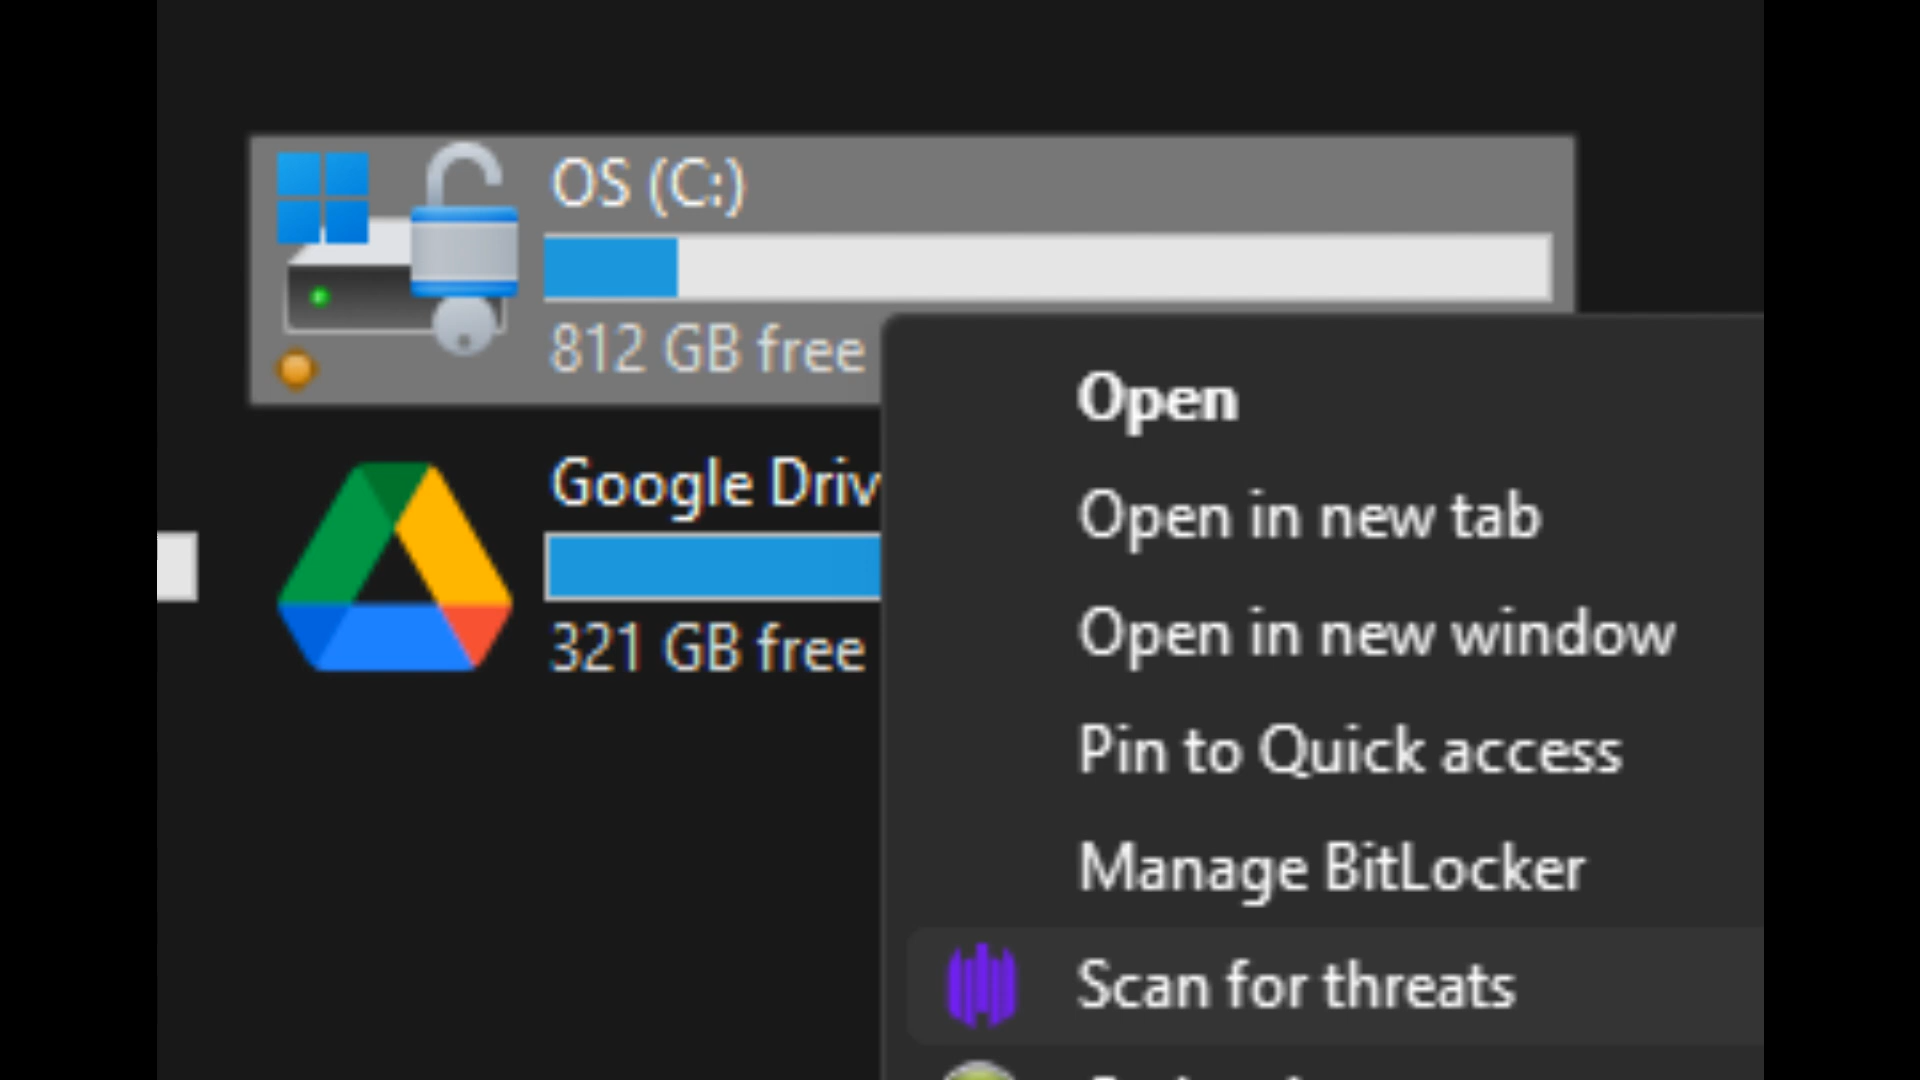 OS (C:)
812 GB free
Google Driv
321 GB free
Open
Open in new tab
Open in new window
Pin to Quick access
Manage BitLocker
Scan for threats